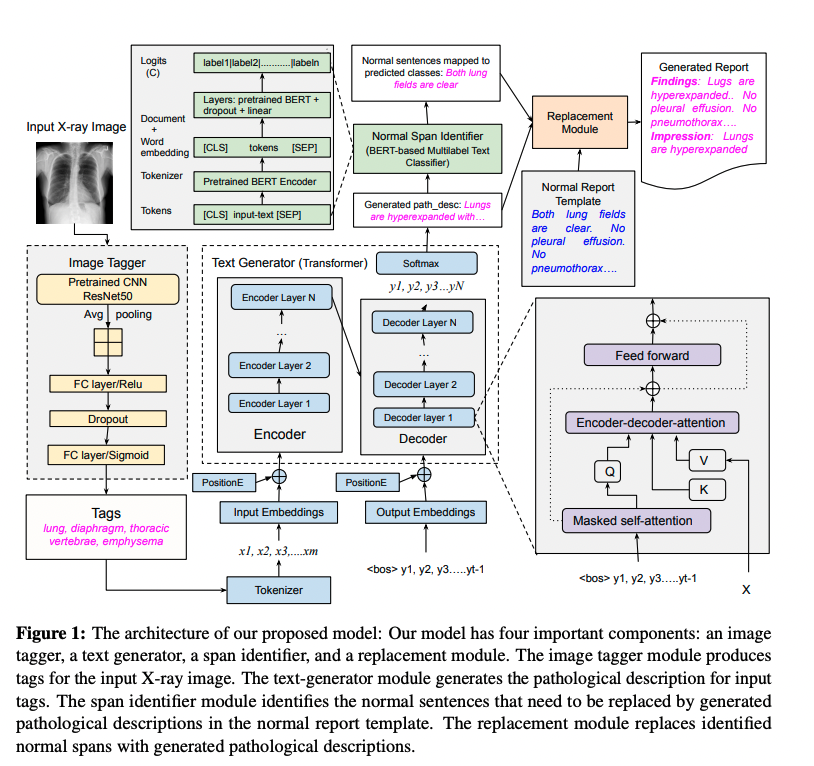 Logits
(C)
label1|label2|...........|labeln
Layers: pretrained BERT +
dropout + linear
Document
+
Word
embedding
[CLS] tokens [SEP]
Tokenizer
Pretrained BERT Encoder
Tokens
[CLS] input-text [SEP]
Normal sentences mapped to
predicted classes: Both lung
fields are clear
Normal Span Identifier
(BERT-based Multilabel Text
Classifier)
Generated path_desc: Lungs
are hyperexpanded with…
Replacement
Module
Generated Report
Findings: Lugs are
hyperexpanded.. No
pleural effusion. No
pneumothorax….
Impression: Lungs
are hyperexpanded
Normal Report
Template
Both lung fields
are clear. No
pleural effusion.
No
pneumothorax….
Input X-ray Image
Image Tagger
Pretrained CNN
ResNet50
Avg pooling
FC layer/Relu
Dropout
FC layer/Sigmoid
Tags
lung, diaphragm, thoracic
vertebrae, emphysema
Text Generator (Transformer)
Softmax
y1, y2, y3...yN
Encoder Layer N
...
Encoder Layer 2
Encoder Layer 1
Encoder
Decoder Layer N
...
Decoder Layer 2
Decoder layer 1
Decoder
PositionE
PositionE
Input Embeddings
Output Embeddings
x1, x2, x3,....xm
Tokenizer
<bos> y1, y2, y3.....yt-1
Feed forward
Encoder-decoder-attention
Q
V
K
Masked self-attention
<bos> y1, y2, y3.....yt-1
X
Figure 1: The architecture of our proposed model: Our model has four important components: an image
tagger, a text generator, a span identifier, and a replacement module. The image tagger module produces
tags for the input X-ray image. The text-generator module generates the pathological description for input
tags. The span identifier module identifies the normal sentences that need to be replaced by generated
pathological descriptions in the normal report template. The replacement module replaces identified
normal spans with generated pathological descriptions.